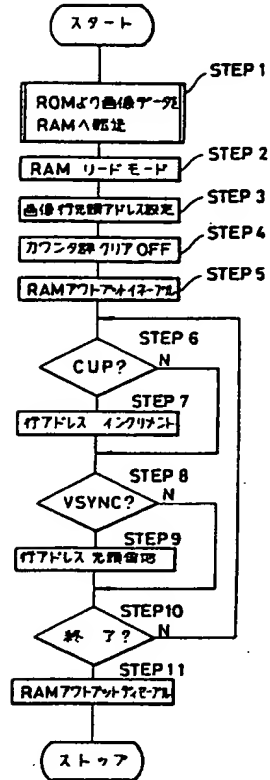 スタート
STEP 1
ROMより画像データを
RAMへ転送
STEP 2
RAM リードモード
STEP 3
画像行先頭アドレス設定
STEP 4
カウンタ群クリアOFF
STEP 5
RAMアウトプットイネーブル
STEP 6
CUP?
N
STEP 7
行アドレス インクリメント
STEP 8
VSYNC?
N
STEP 9
行アドレス先頭番地
STEP10
終了?
N
STEP 11
RAMアウトプットディセーブル
ストップ